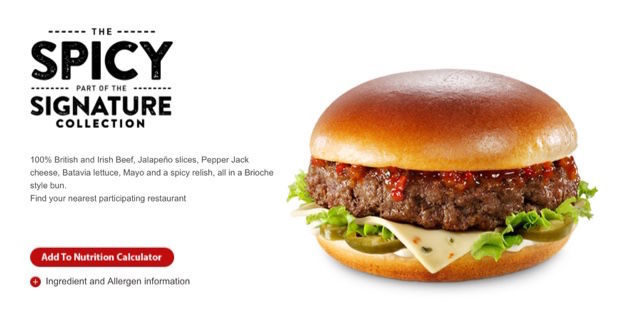 THE
SPICY
PART OF THE
SIGNATURE
COLLECTION
100% British and Irish Beef, Jalapeño slices, Pepper Jack
cheese, Batavia lettuce, Mayo and a spicy relish, all in a Brioche
style bun.
Find your nearest participating restaurant
Add To Nutrition Calculator
Ingredient and Allergen information